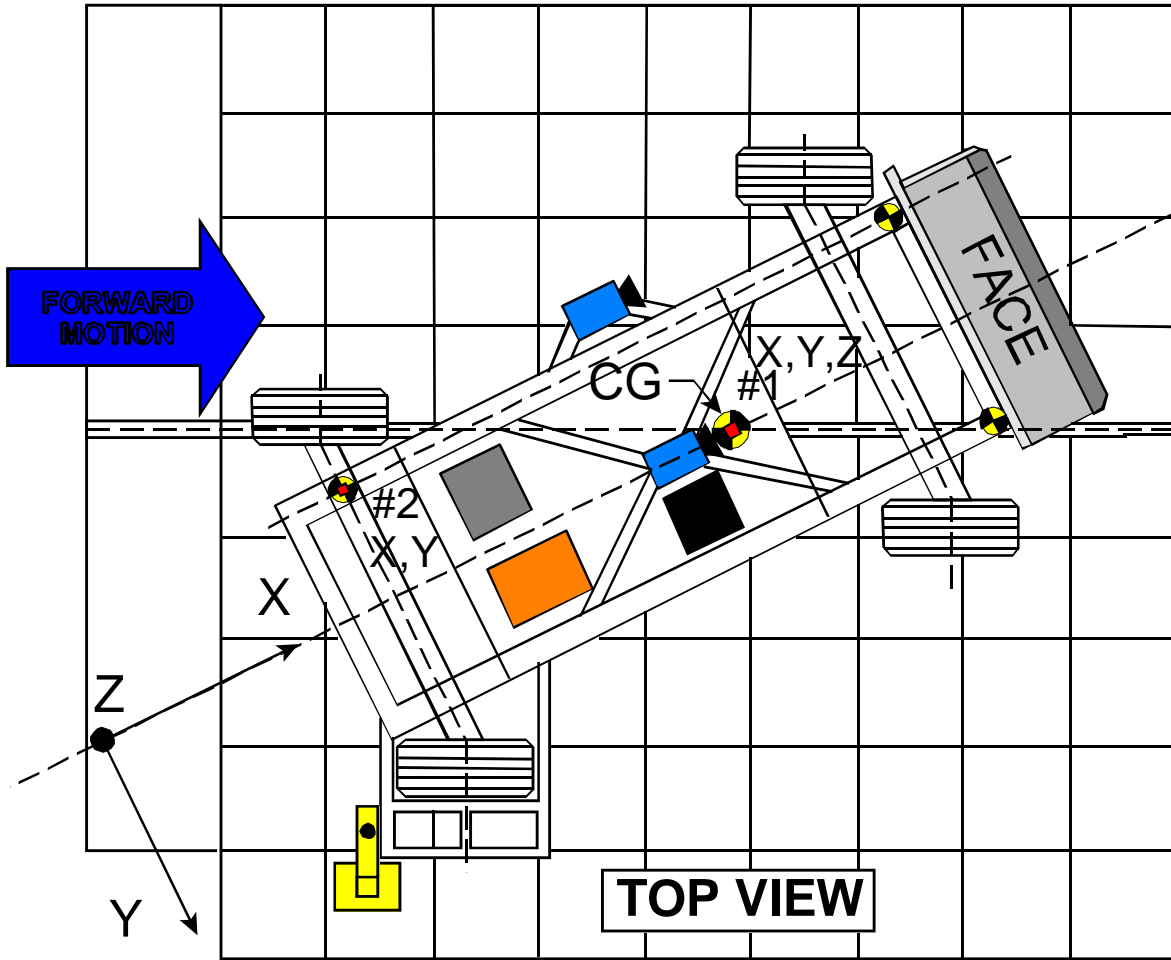 FORWARD
MOTION
FACE
X,Y,Z
CG
#1
#2
X,Y
X
Z
Y
TOP VIEW